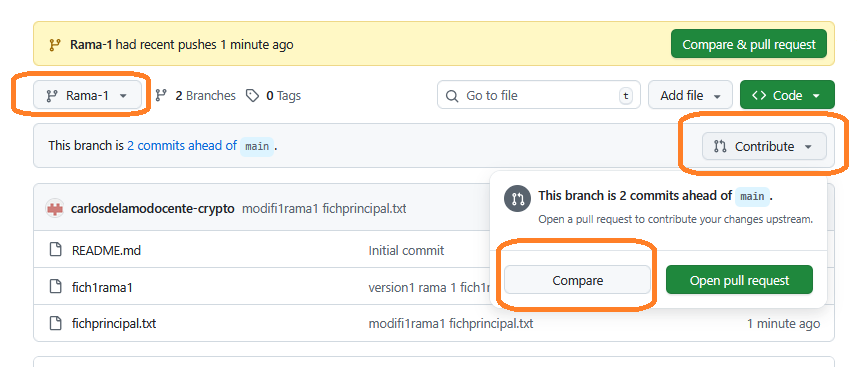 Rama-1 had recent pushes 1 minute ago
Compare & pull request
Rama-1
2 Branches
0 Tags
Go to file
t
Add file
Code
This branch is 2 commits ahead of main .
Contribute
carlosdelamodocente-crypto modifi1rama1 fichprincipal.txt
This branch is 2 commits ahead of main .
Open a pull request to contribute your changes upstream.
Compare
Open pull request
README.md
Initial commit
fich1rama1
version1 rama 1 fich1r
fichprincipal.txt
modifi1rama1 fichprincipal.txt
1 minute ago